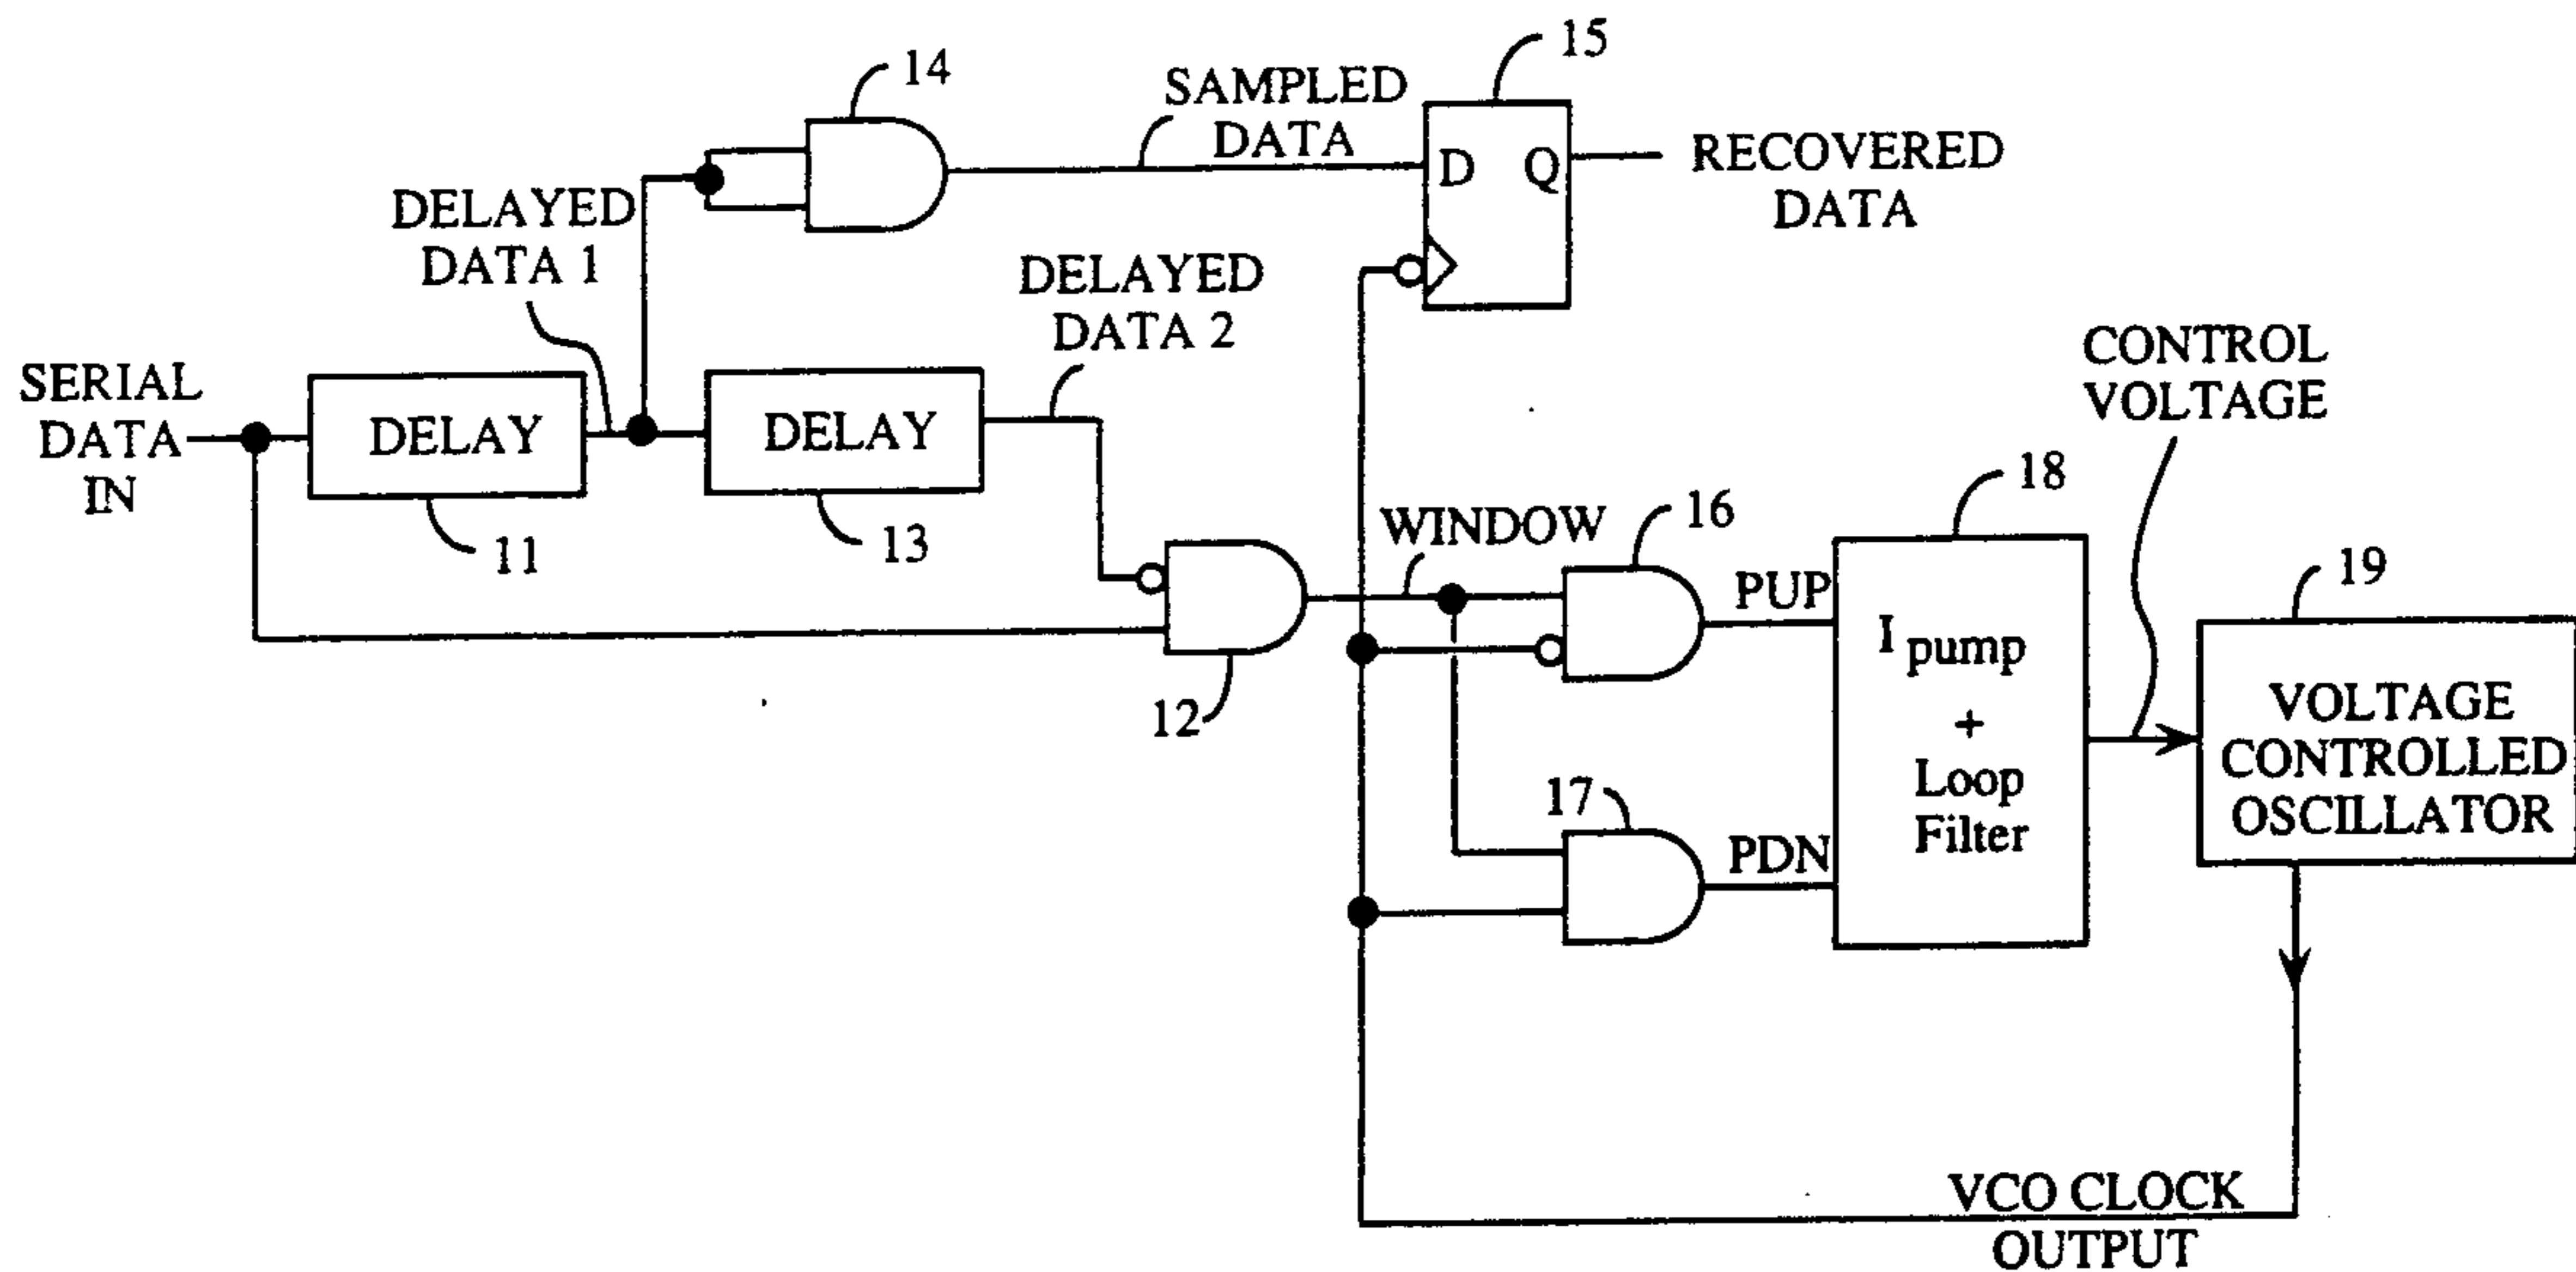 14
SAMPLED
DATA
15
D Q
RECOVERED
DATA
DELAYED
DATA 1
DELAYED
DATA 2
SERIAL
DATA
IN
DELAY
11
DELAY
13
12
WINDOW
16
PUP
17
PDN
18
I pump
+
Loop
Filter
CONTROL
VOLTAGE
19
VOLTAGE
CONTROLLED
OSCILLATOR
VCO CLOCK
OUTPUT